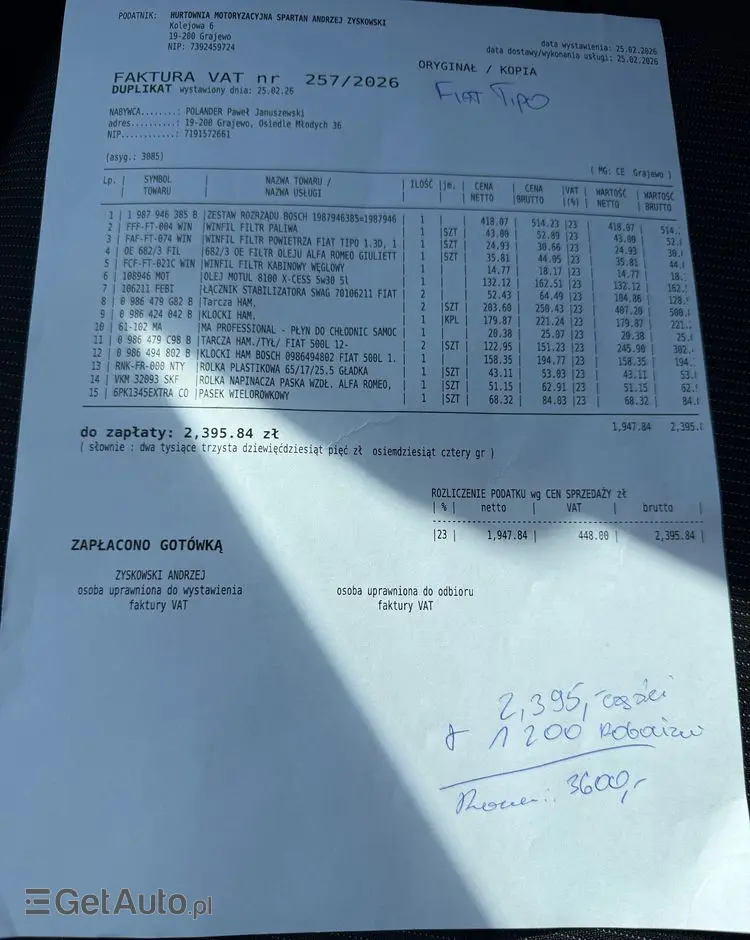 PODATNIK: HURTOWNIA MOTORYZACYJNA SPARTAN ANDRZEJ ZYSKOWSKI
Kolejowa 6
19-200 Grajewo
NIP: 7392459724
data wystawienia: 25.02.2026
data dostawy/wykonania usługi: 25.02.2026
ORYGINAŁ / KOPIA
FAKTURA VAT nr 257/2026
DUPLIKAT wystawiony dnia: 25.02.26
FIAT TIPO
NABYWCA........: POLANDER Paweł Januszewski
adres..........: 19-200 Grajewo, Osiedle Młodych 36
NIP............: 7191572661
(asyg.: 3085)
( MG: CE Grajewo )
Lp. | SYMBOL TOWARU | NAZWA TOWARU / NAZWA USŁUGI | ILOŚĆ |jm. | CENA NETTO | CENA BRUTTO |VAT (%) | WARTOŚĆ NETTO | WARTOŚĆ BRUTTO
1 | 1 987 946 385 B |ZESTAW ROZRZĄDU BOSCH 1987946385=1987946 | 1 | | 418.07 | 514.23 |23 | 418.07 | 514.
2 | FFF-FT-004 WIN |WINFIL FILTR PALIWA | 1 |SZT | 43.00 | 52.89 |23 | 43.00 | 52.
3 | FAF-FT-074 WIN |WINFIL FILTR POWIETRZA FIAT TIPO 1.3D, 1 | 1 |SZT | 24.93 | 30.66 |23 | 24.93 | 30.
4 | OE 682/3 FIL |682/3 OE FILTR OLEJU ALFA ROMEO GIULIETT | 1 |SZT | 35.81 | 44.05 |23 | 35.81 | 44.
5 | FCF-FT-021C WIN |WINFIL FILTR KABINOWY WĘGLOWY | 1 | | 14.77 | 18.17 |23 | 14.77 | 18.
6 | 108946 MOT |OLEJ MOTUL 8100 X-CESS 5w30 5l | 1 | | 132.12 | 162.51 |23 | 132.12 | 162.
7 | 106211 FEBI |ŁĄCZNIK STABILIZATORA SWAG 70106211 FIAT | 2 | | 52.43 | 64.49 |23 | 104.86 | 128.
8 | 0 986 479 G82 B |Tarcza HAM. | 2 |SZT | 203.60 | 250.43 |23 | 407.20 | 500.
9 | 0 986 424 042 B |KLOCKI HAM. | 1 |KPL | 179.87 | 221.24 |23 | 179.87 | 221.
10 | 61-102 MA |MA PROFESSIONAL - PŁYN DO CHŁODNIC SAMOC | 1 | | 20.38 | 25.07 |23 | 20.38 | 25.
11 | 0 986 479 C98 B |TARCZA HAM./TYŁ/ FIAT 500L 12- | 2 |SZT | 122.95 | 151.23 |23 | 245.90 | 302.
12 | 0 986 494 802 B |KLOCKI HAM BOSCH 0986494802 FIAT 500L 1. | 1 | | 158.35 | 194.77 |23 | 158.35 | 194.
13 | RNK-FR-000 NTY |ROLKA PLASTIKOWA 65/17/25.5 GŁADKA | 1 |SZT | 43.11 | 53.03 |23 | 43.11 | 53.
14 | VKM 32093 SKF |ROLKA NAPINACZA PASKA WZDŁ. ALFA ROMEO, | 1 |SZT | 51.15 | 62.91 |23 | 51.15 | 62.
15 | 6PK1345EXTRA CO |PASEK WIELOROWKOWY | 1 |SZT | 68.32 | 84.03 |23 | 68.32 | 84.
1,947.84 2,395.
do zapłaty: 2,395.84 zł
( słownie : dwa tysiące trzysta dziewięćdziesiąt pięć zł osiemdziesiąt cztery gr )
ROZLICZENIE PODATKU wg CEN SPRZEDAŻY zł
| % | netto | VAT | brutto |
|23 | 1,947.84 | 448.00 | 2,395.84 |
ZAPŁACONO GOTÓWKĄ
ZYSKOWSKI ANDRZEJ
osoba uprawniona do wystawienia
faktury VAT
osoba uprawniona do odbioru
faktury VAT
2,395,- części
+ 1 200 Robocizna
Razem: 3600,-
GetAuto.pl